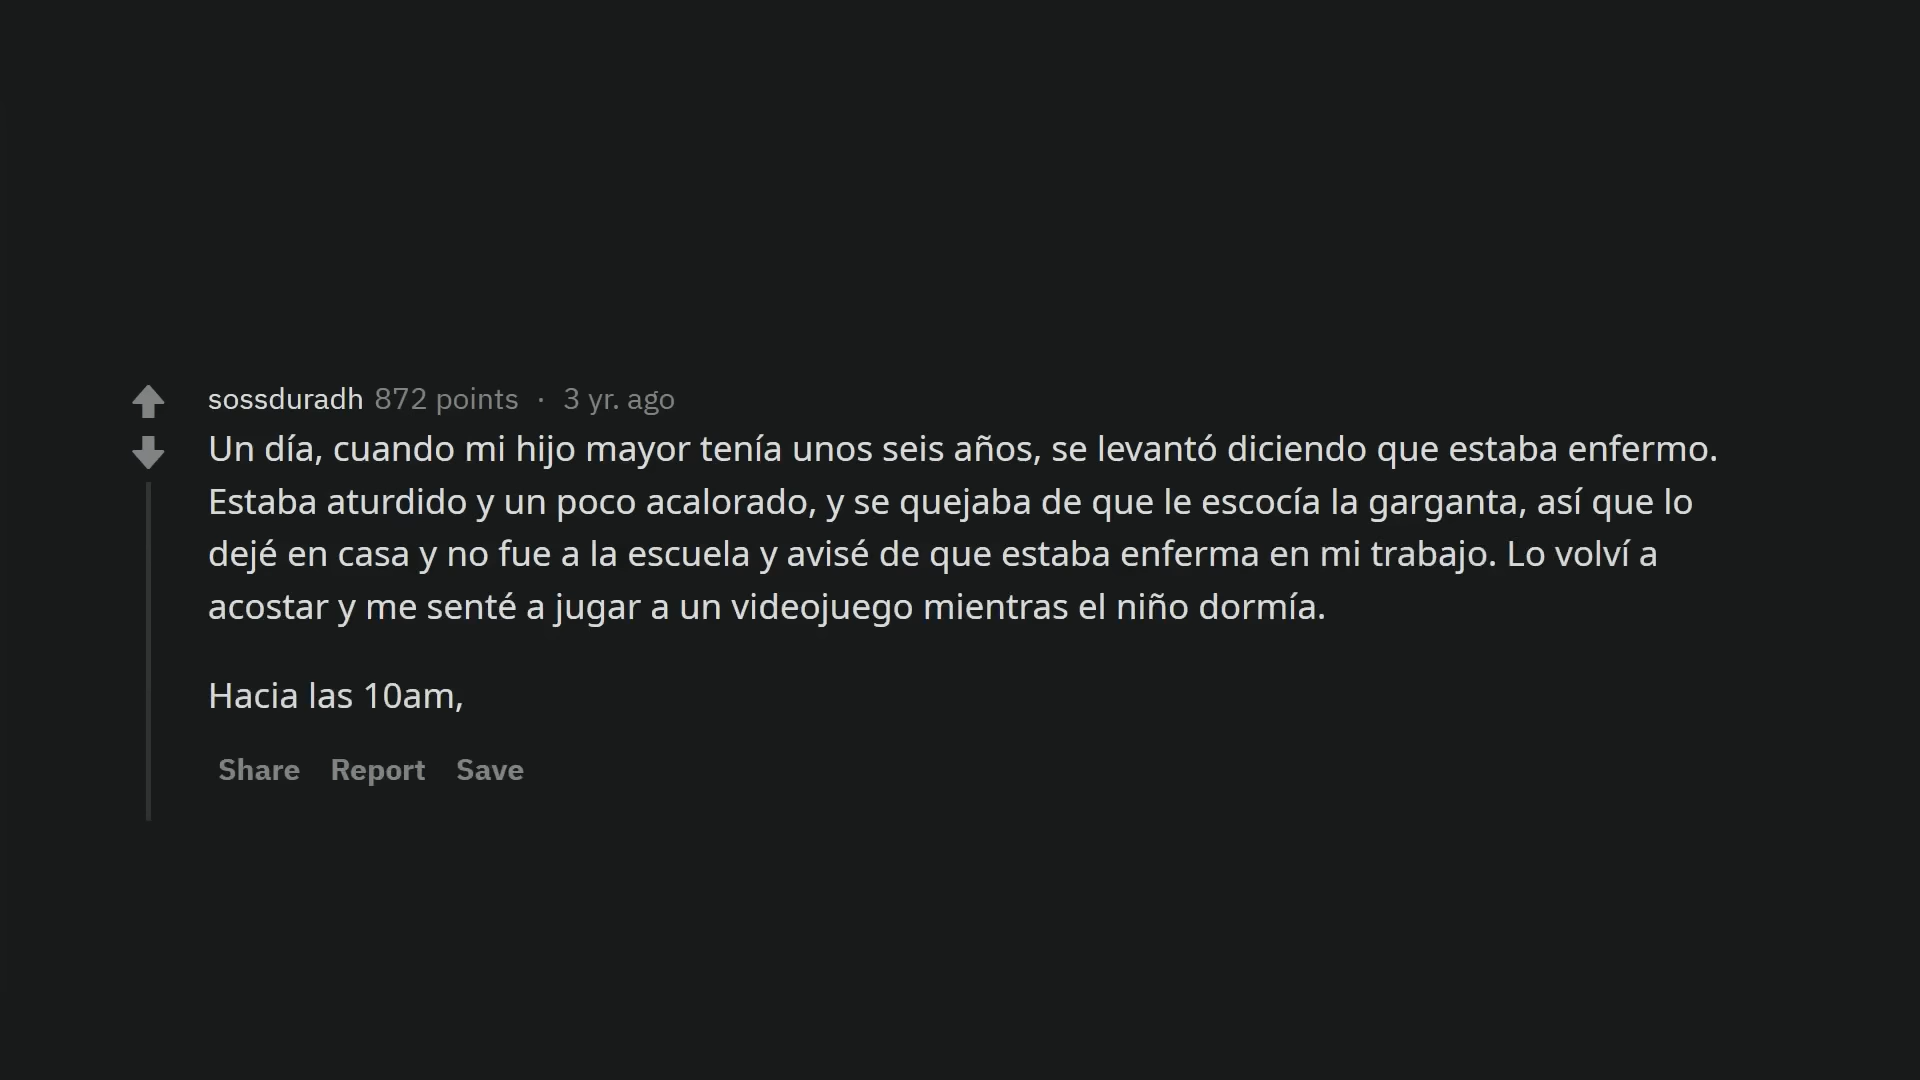 sossduradh 872 points · 3 yr. ago
Un día, cuando mi hijo mayor tenía unos seis años, se levantó diciendo que estaba enfermo.
Estaba aturdido y un poco acalorado, y se quejaba de que le escocía la garganta, así que lo
dejé en casa y no fue a la escuela y avisé de que estaba enferma en mi trabajo. Lo volví a
acostar y me senté a jugar a un videojuego mientras el niño dormía.
Hacia las 10am,
Share Report Save